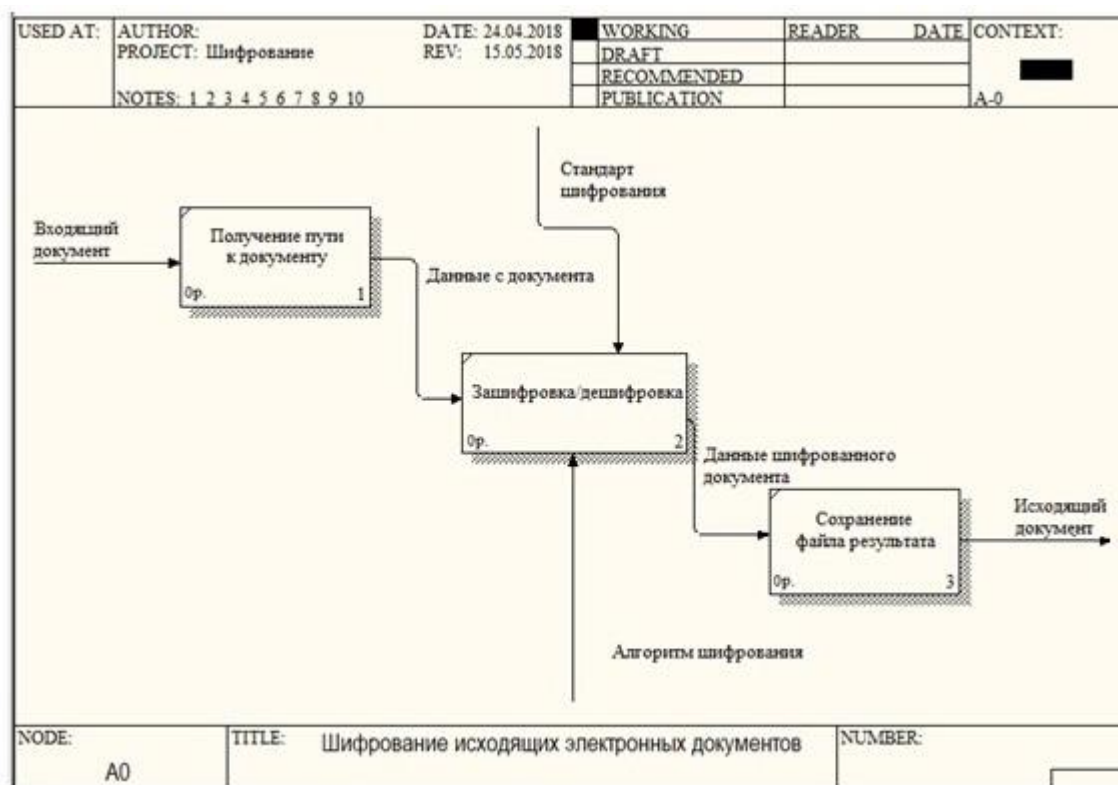 USED AT:
AUTHOR:
DATE: 24.04.2018
PROJECT: Шифрование
REV: 15.05.2018
NOTES: 1 2 3 4 5 6 7 8 9 10
WORKING
DRAFT
RECOMMENDED
PUBLICATION
READER
DATE
CONTEXT:
A-0
Стандарт
шифрования
Входящий
документ
Получение пути
к документу
0р.
1
Данные с документа
Зашифровка/дешифровка
0р.
2
Данные шифрованного
документа
Сохранение
файла результата
0р.
3
Исходящий
документ
Алгоритм шифрования
NODE:
A0
TITLE:
Шифрование исходящих электронных документов
NUMBER: